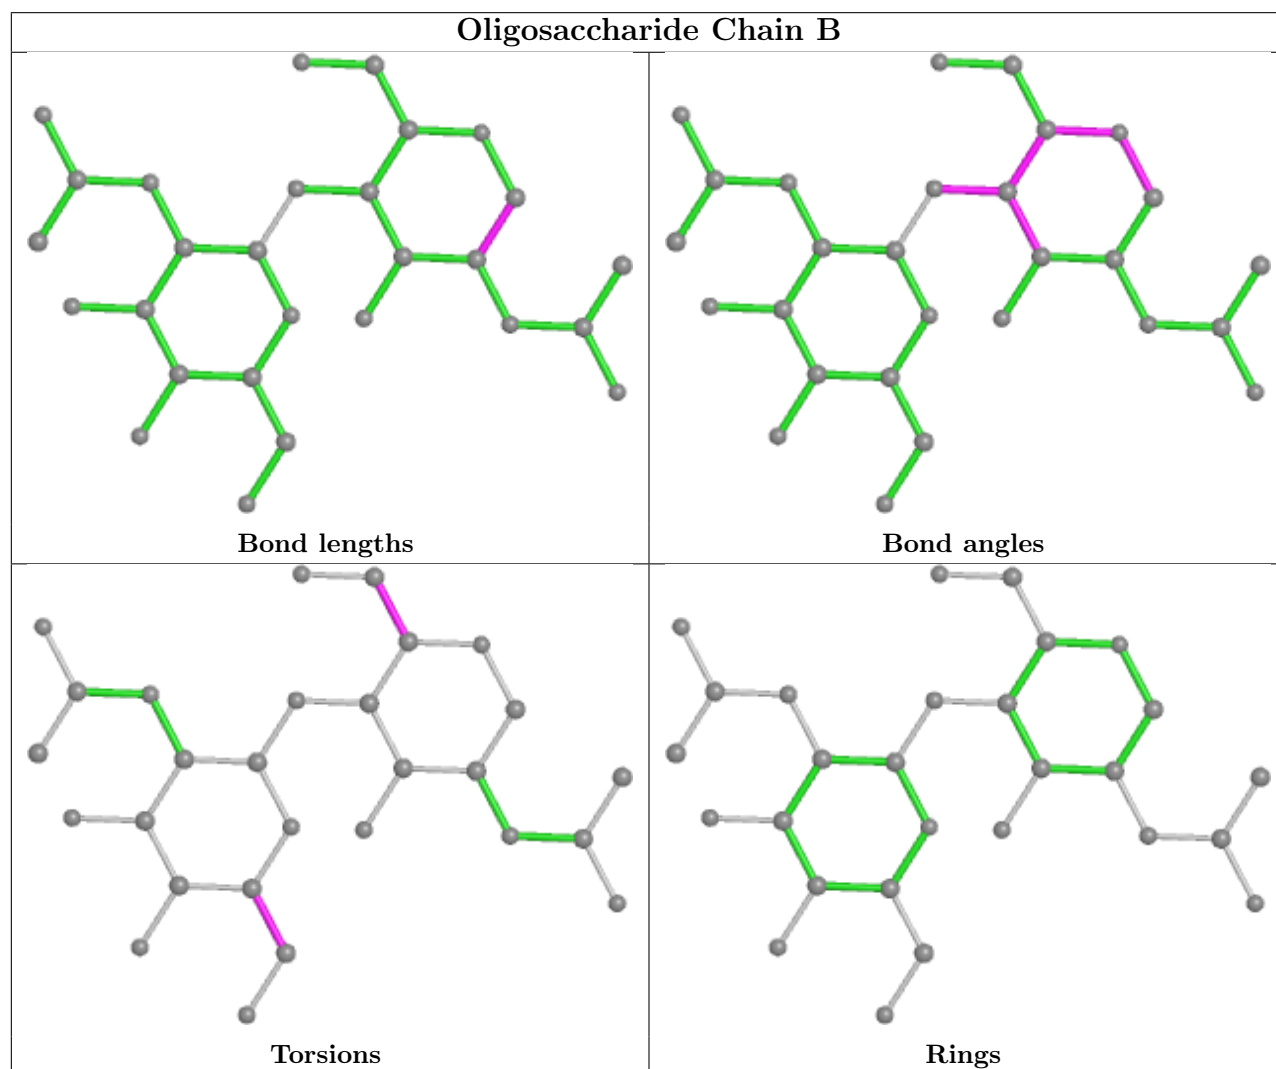 Oligosaccharide Chain B
Bond lengths
Bond angles
Torsions
Rings